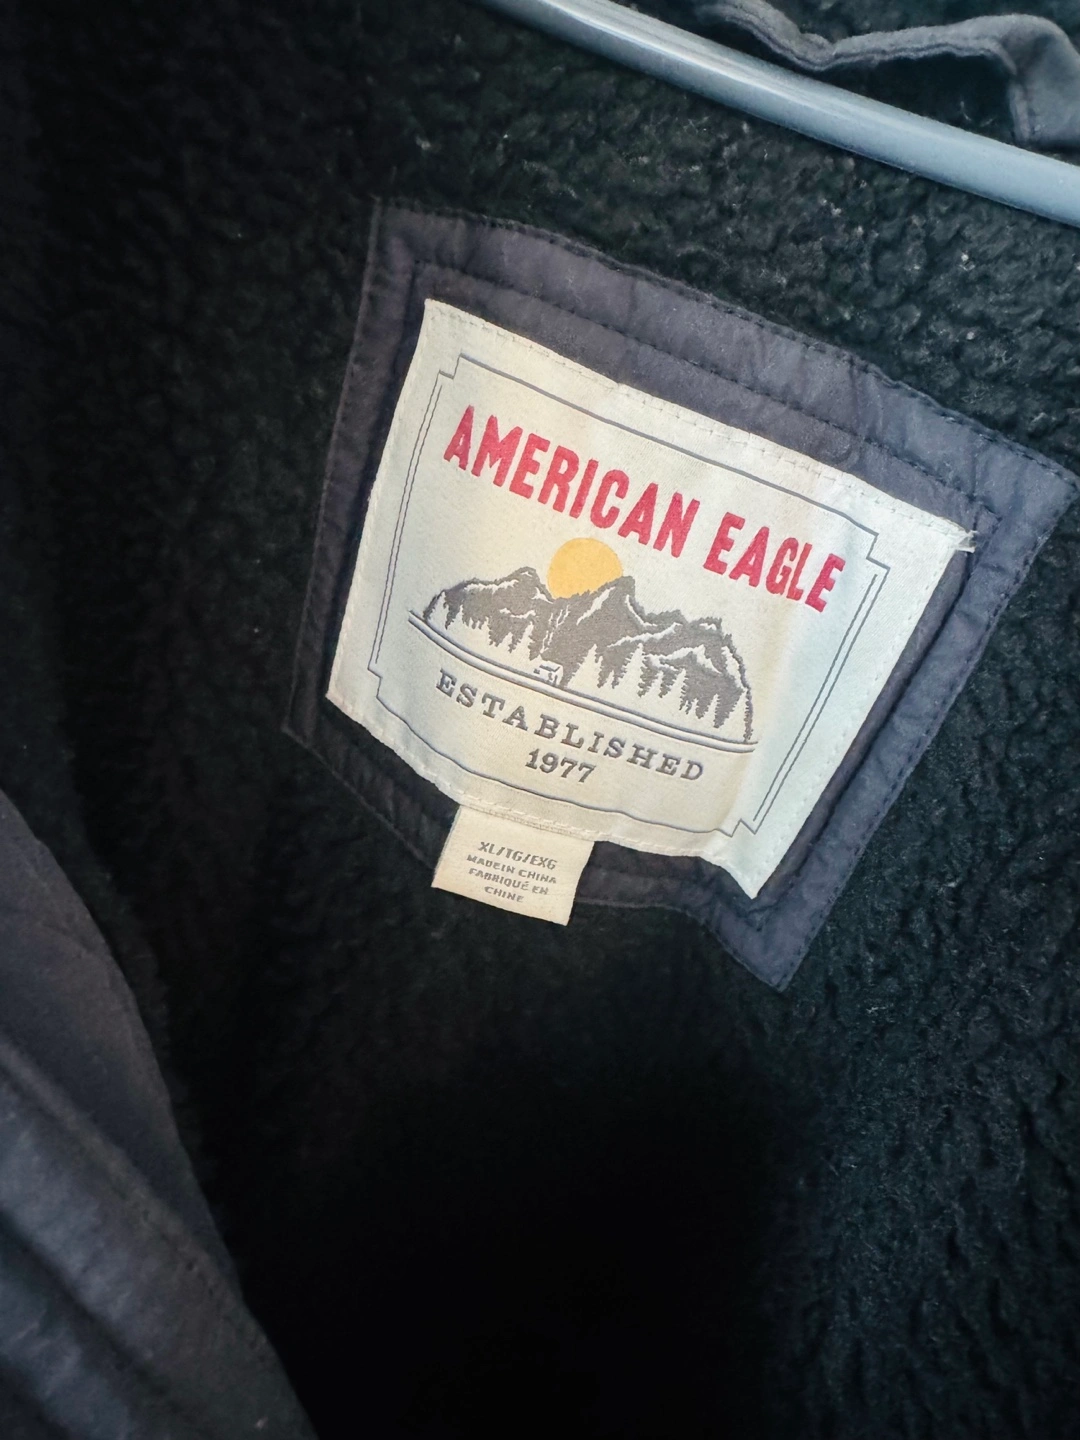 AMERICAN EAGLE
ESTABLISHED
1977
XL/TG/EXG
MADE IN CHINA
FABRIQUÉ EN
CHINE